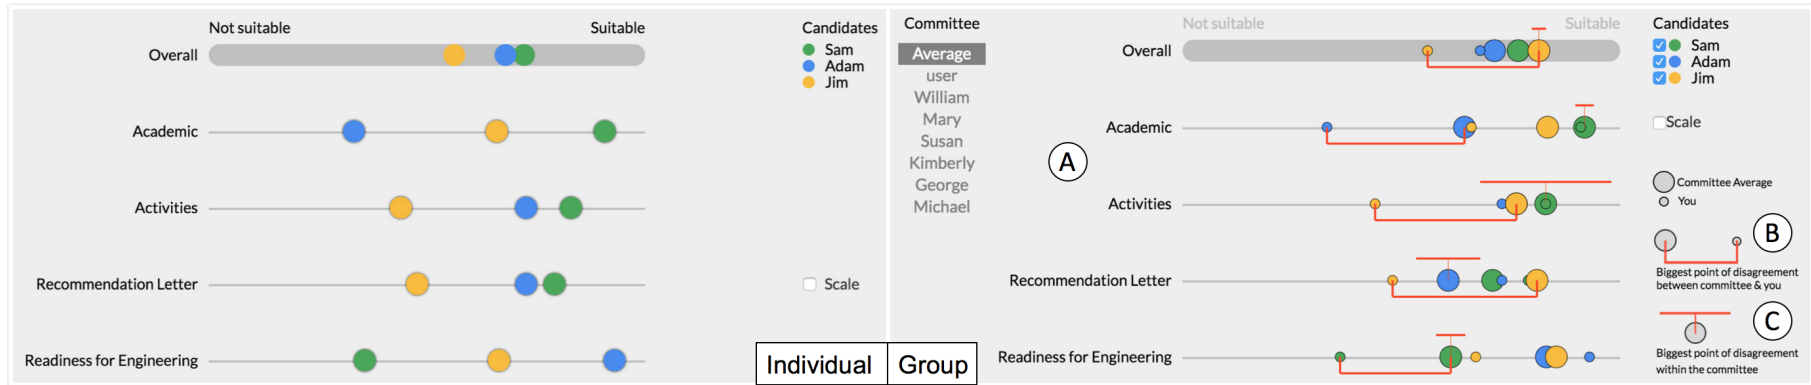 Not suitable
Suitable
Candidates
Overall
Sam
Adam
Jim
Academic
Activities
Recommendation Letter
Scale
Readiness for Engineering
Individual
Group
Committee
Average
user
William
Mary
Susan
Kimberly
George
Michael
Not suitable
Suitable
Candidates
Overall
Sam
Adam
Jim
Academic
Scale
A
Activities
Committee Average
You
B
Recommendation Letter
Biggest point of disagreement
between committee & you
C
Readiness for Engineering
Biggest point of disagreement
within the committee